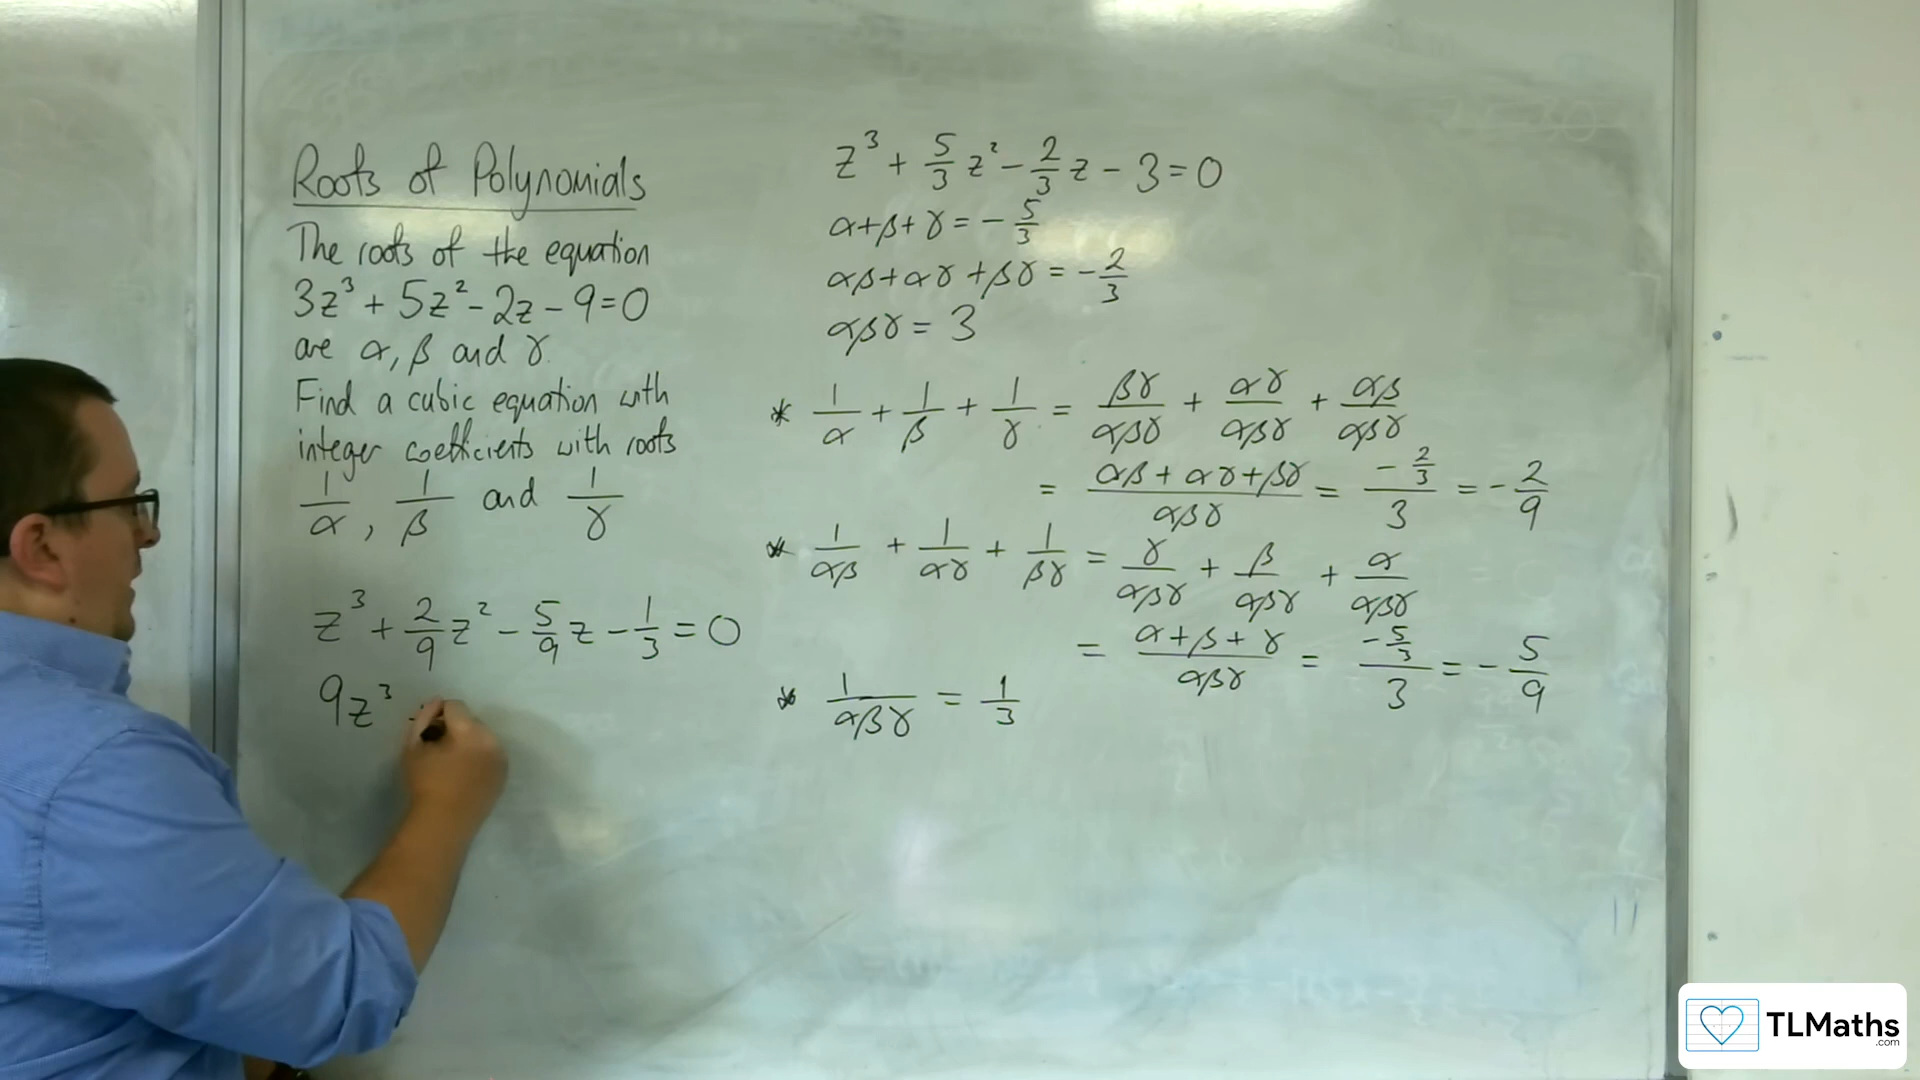 Roots of Polynomials
The roots of the equation
3z³ + 5z² - 2z - 9 = 0
are α, β and γ.
Find a cubic equation with
integer coefficients with roots
1/α, 1/β and 1/γ
z³ + 2/9 z² - 5/9 z - 1/3 = 0
9z³
z³ + 5/3 z² - 2/3 z - 3 = 0
α + β + γ = - 5/3
αβ + αγ + βγ = - 2/3
αβγ = 3
* 1/α + 1/β + 1/γ = βγ/αβγ + αγ/αβγ + αβ/αβγ
= (αβ + αγ + βγ)/αβγ = (-2/3)/3 = - 2/9
* 1/αβ + 1/αγ + 1/βγ = γ/αβγ + β/αβγ + α/αβγ
= (α + β + γ)/αβγ = (-5/3)/3 = - 5/9
* 1/αβγ = 1/3
TLMaths
.com